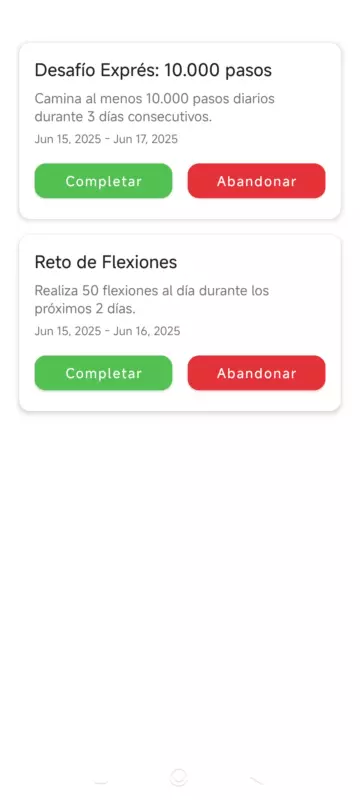 Desafío Exprés: 10.000 pasos
Camina al menos 10.000 pasos diarios
durante 3 días consecutivos.
Jun 15, 2025 - Jun 17, 2025
Completar
Abandonar
Reto de Flexiones
Realiza 50 flexiones al día durante los
próximos 2 días.
Jun 15, 2025 - Jun 16, 2025
Completar
Abandonar